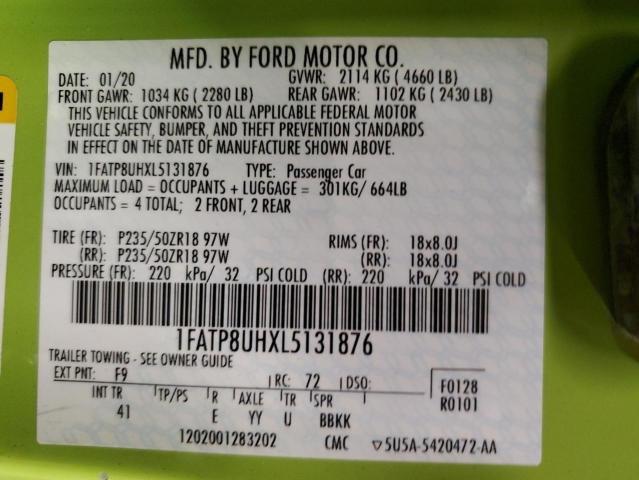 MFD. BY FORD MOTOR CO.
DATE: 01/20 GVWR: 2114 KG ( 4660 LB)
FRONT GAWR: 1034 KG ( 2280 LB) REAR GAWR: 1102 KG ( 2430 LB)
THIS VEHICLE CONFORMS TO ALL APPLICABLE FEDERAL MOTOR
VEHICLE SAFETY, BUMPER, AND THEFT PREVENTION STANDARDS
IN EFFECT ON THE DATE OF MANUFACTURE SHOWN ABOVE.
VIN: 1FATP8UHXL5131876 TYPE: Passenger Car
MAXIMUM LOAD = OCCUPANTS + LUGGAGE = 301KG/ 664LB
OCCUPANTS = 4 TOTAL; 2 FRONT, 2 REAR
TIRE (FR): P235/50ZR18 97W RIMS (FR): 18x8.0J
(RR): P235/50ZR18 97W (RR): 18x8.0J
PRESSURE (FR): 220 kPa/ 32 PSI COLD (RR): 220 kPa/ 32 PSI COLD
1FATP8UHXL5131876
TRAILER TOWING - SEE OWNER GUIDE
EXT PNT: F9 RC: 72 DSO: F0128
INT TR TP/PS R AXLE TR SPR R0101
41 E YY U BBKK
1202001283202 CMC ▽5U5A-5420472-AA